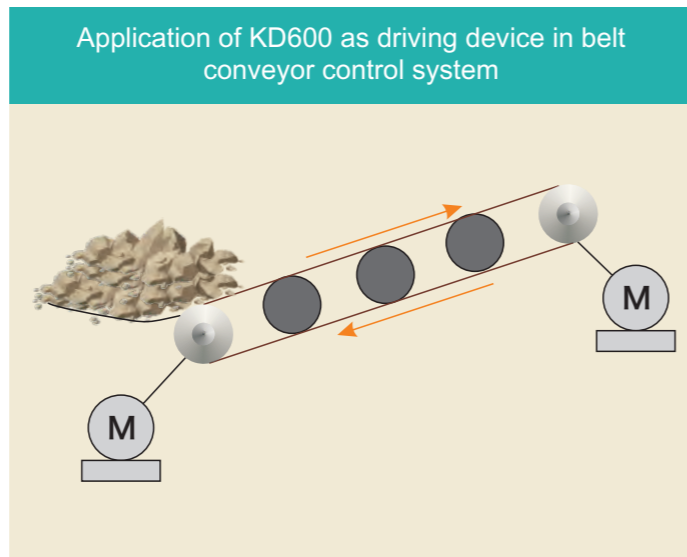 Application of KD600 as driving device in belt
conveyor control system
M
M